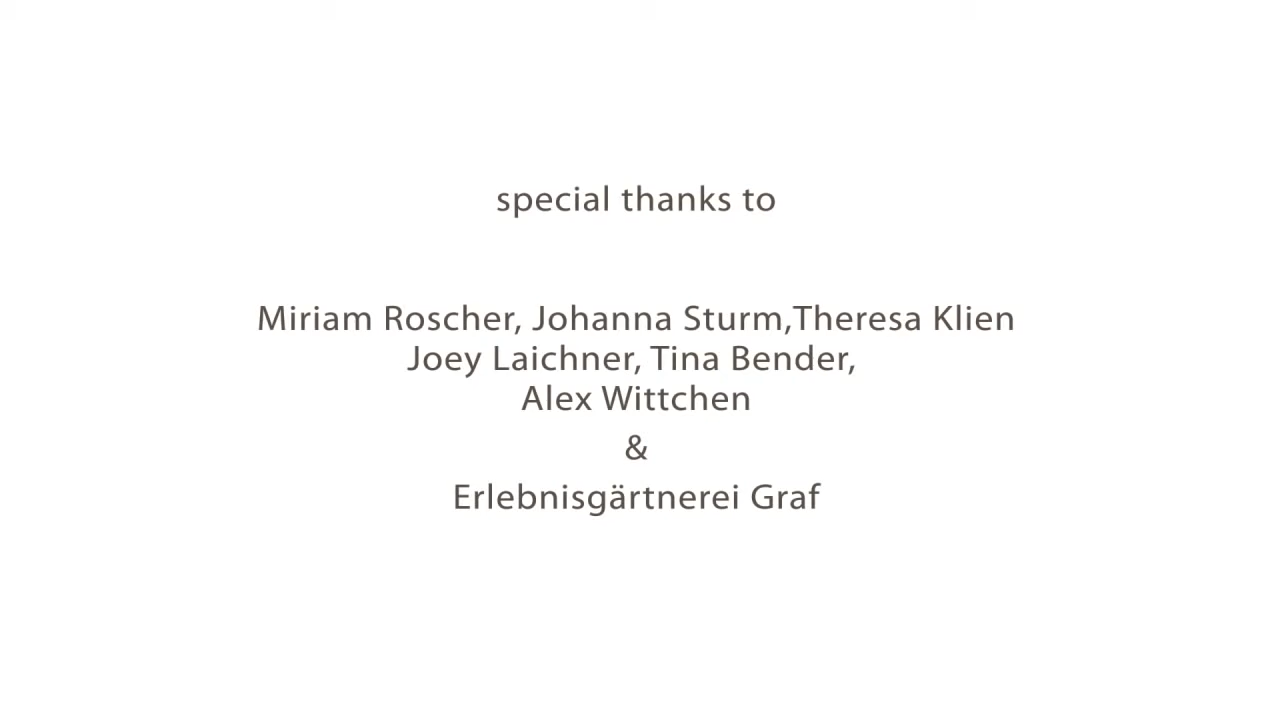 special thanks to
Miriam Roscher, Johanna Sturm,Theresa Klien
Joey Laichner, Tina Bender,
Alex Wittchen
&
Erlebnisgärtnerei Graf